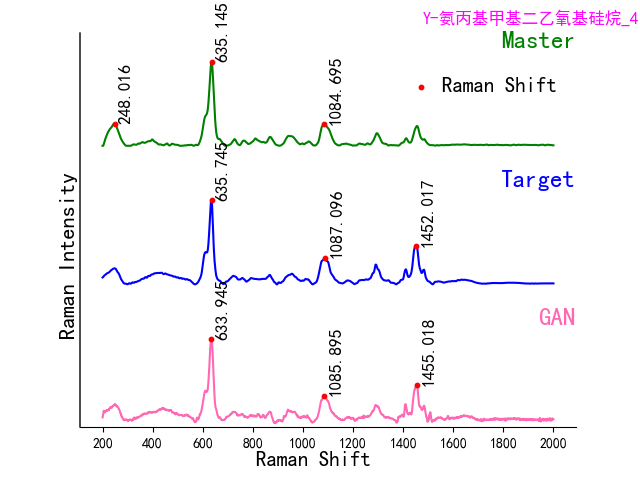 Y-氨丙基甲基二乙氧基硅烷_4
Master
Raman Shift
248.016
635.145
1084.695
Target
635.745
1087.096
1452.017
GAN
633.945
1085.895
1455.018
Raman Intensity
200 400 600 800 1000 1200 1400 1600 1800 2000
Raman Shift